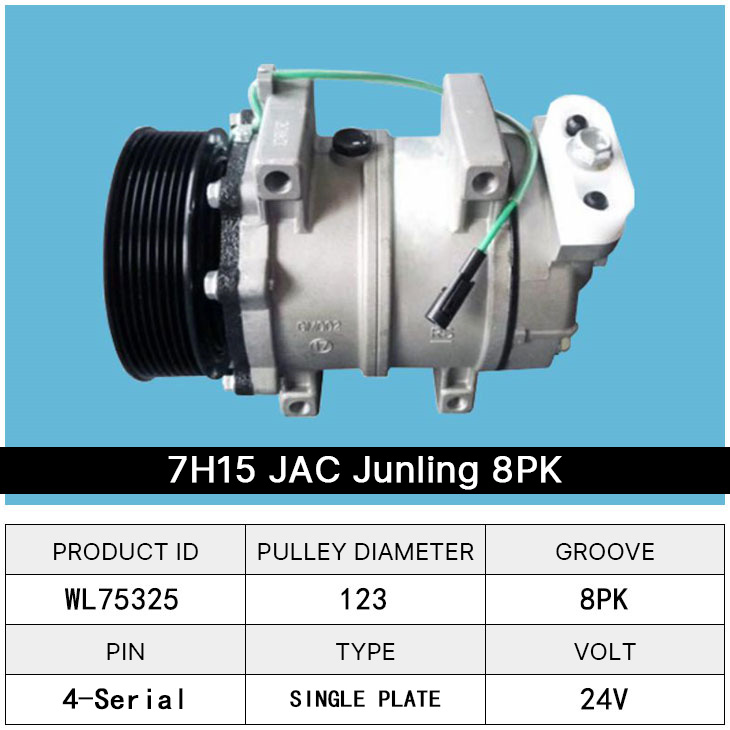 7H15 JAC Junling 8PK
PRODUCT ID PULLEY DIAMETER GROOVE
WL75325 123 8PK
PIN TYPE VOLT
4-Serial SINGLE PLATE 24V